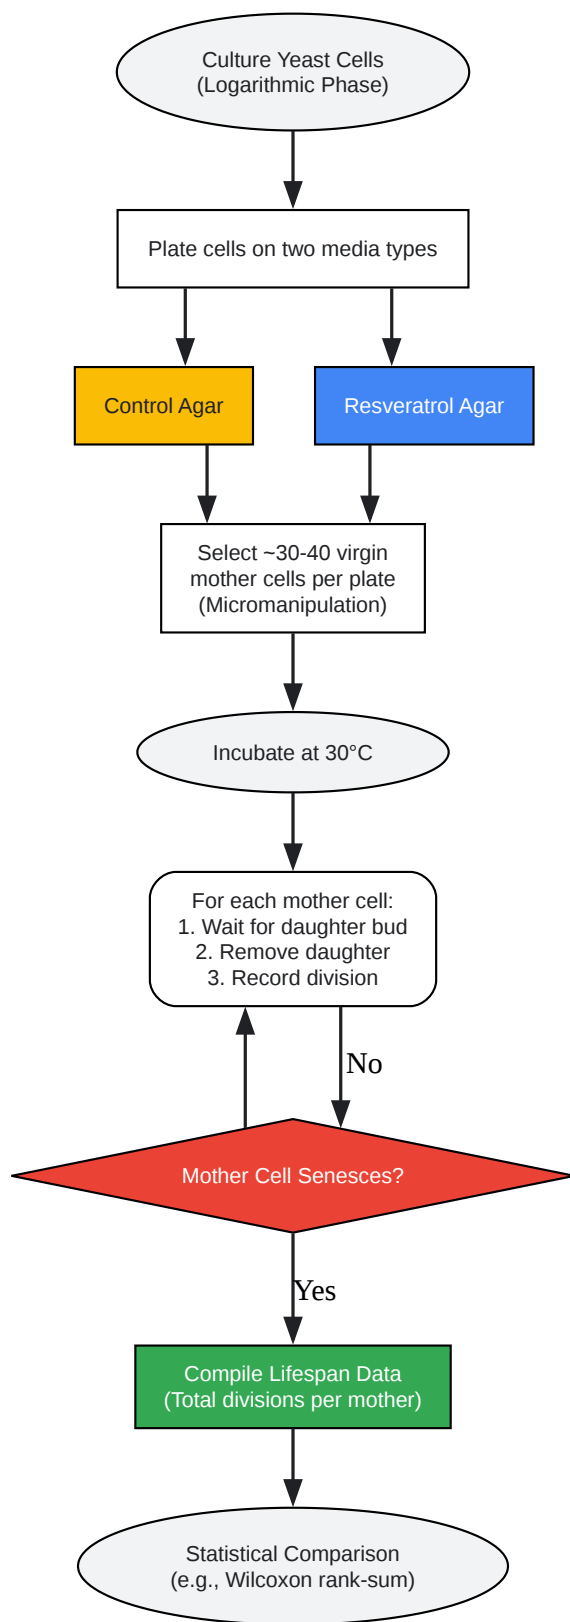 Culture Yeast Cells
(Logarithmic Phase)
Plate cells on two media types
Control Agar
Resveratrol Agar
Select ~30-40 virgin
mother cells per plate
(Micromanipulation)
Incubate at 30°C
For each mother cell:
1. Wait for daughter bud
2. Remove daughter
3. Record division
No
Mother Cell Senesces?
Yes
Compile Lifespan Data
(Total divisions per mother)
Statistical Comparison
(e.g., Wilcoxon rank-sum)